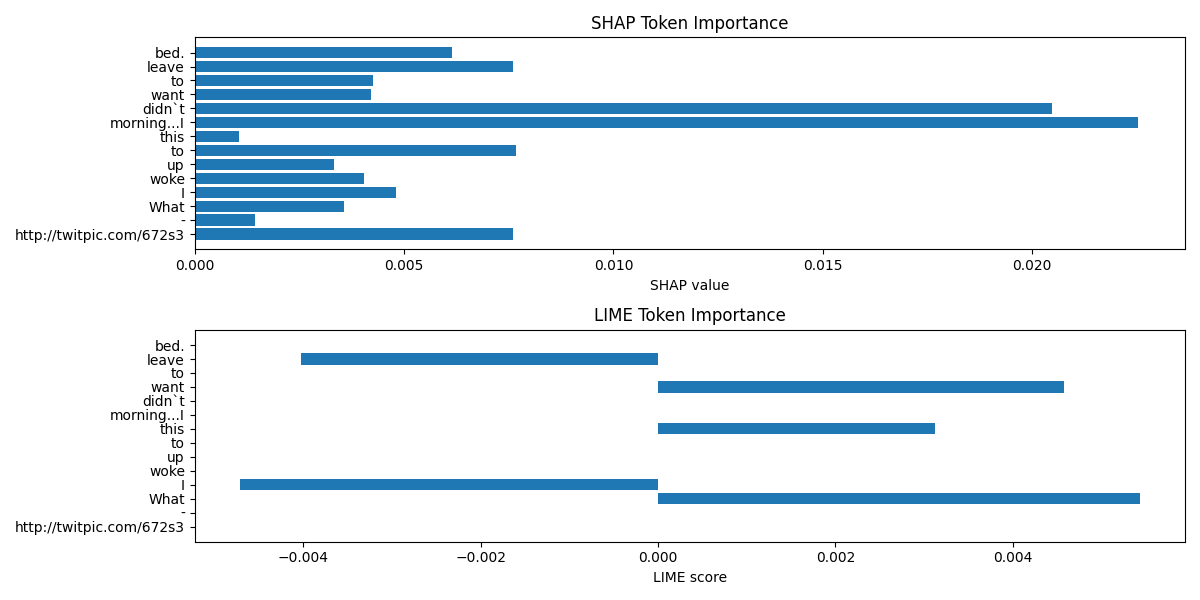 SHAP Token Importance
bed.
leave
to
want
didn`t
morning...I
this
to
up
woke
I
What
-
http://twitpic.com/672s3
0.000 0.005 0.010 0.015 0.020
SHAP value
LIME Token Importance
bed.
leave
to
want
didn`t
morning...I
this
to
up
woke
I
What
-
http://twitpic.com/672s3
−0.004 −0.002 0.000 0.002 0.004
LIME score